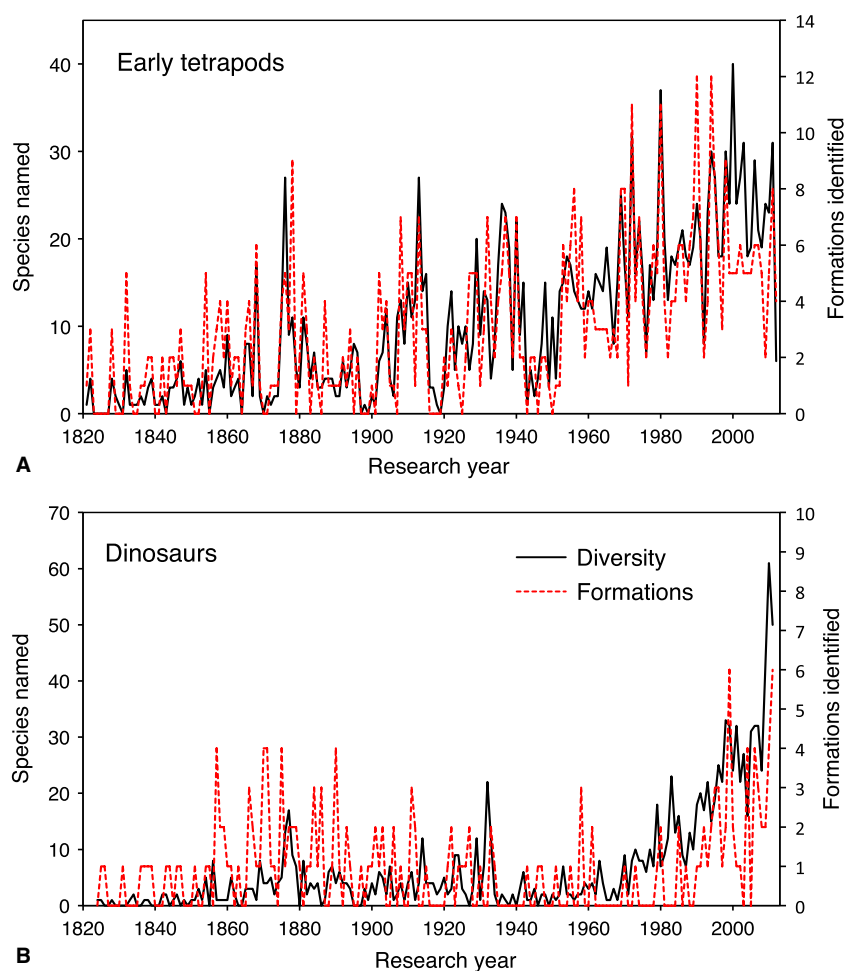 Early tetrapods
Species named
Formations identified
40
30
20
10
0
14
12
10
8
6
4
2
0
1820 1840 1860 1880 1900 1920 1940 1960 1980 2000
Research year
A
Dinosaurs
Diversity
Formations
Species named
Formations identified
70
60
50
40
30
20
10
0
10
9
8
7
6
5
4
3
2
1
0
1820 1840 1860 1880 1900 1920 1940 1960 1980 2000
Research year
B